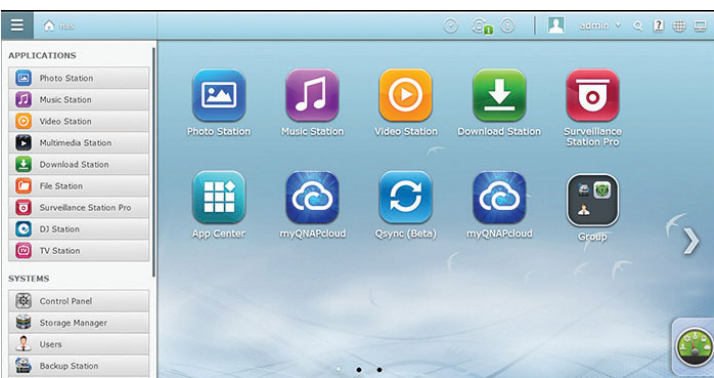 Nas
1
admin
?
APPLICATIONS
Photo Station
Music Station
Video Station
Multimedia Station
Download Station
File Station
Surveillance Station Pro
DJ Station
TV Station
SYSTEMS
Control Panel
Storage Manager
Users
Backup Station
Photo Station
Music Station
Video Station
Download Station
Surveillance
Station Pro
App Center
myQNAPcloud
Qsync (Beta)
myQNAPcloud
Group